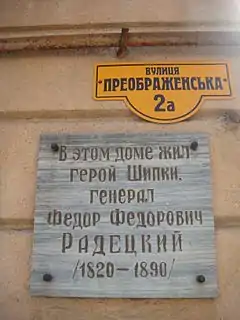 ВУЛИЦЯ
"ПРЕОБРАЖЕНСЬКА"
2а
В ЭТОМ ДОМЕ ЖИЛ
ГЕРОЙ ШИПКИ,
ГЕНЕРАЛ
ФЕДОР ФЕДОРОВИЧ
РАДЕЦКИЙ
/1820-1890/